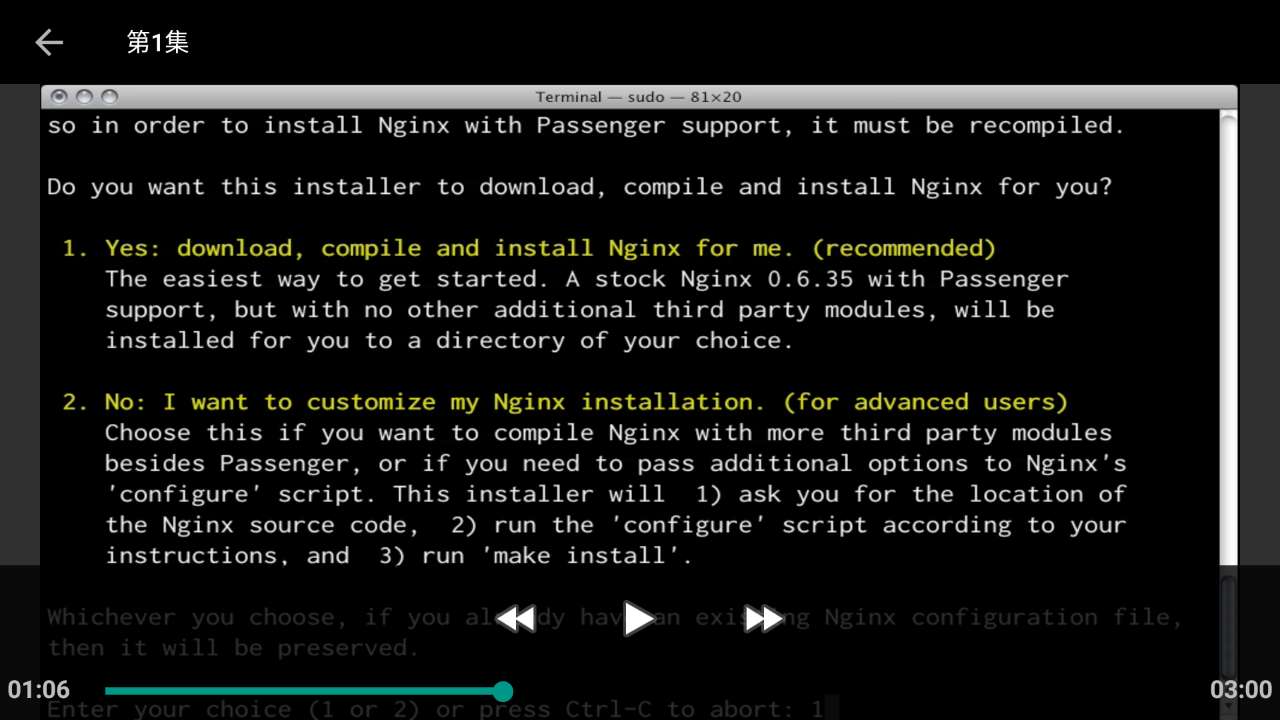 第1集
Terminal — sudo — 81×20
so in order to install Nginx with Passenger support, it must be recompiled.
Do you want this installer to download, compile and install Nginx for you?
1. Yes: download, compile and install Nginx for me. (recommended)
The easiest way to get started. A stock Nginx 0.6.35 with Passenger
support, but with no other additional third party modules, will be
installed for you to a directory of your choice.
2. No: I want to customize my Nginx installation. (for advanced users)
Choose this if you want to compile Nginx with more third party modules
besides Passenger, or if you need to pass additional options to Nginx's
'configure' script. This installer will  1) ask you for the location of
the Nginx source code,  2) run the 'configure' script according to your
instructions, and  3) run 'make install'.
Whichever you choose, if you already have an existing Nginx configuration file,
then it will be preserved.
01:06
03:00
Enter your choice (1 or 2) or press Ctrl-C to abort: 1